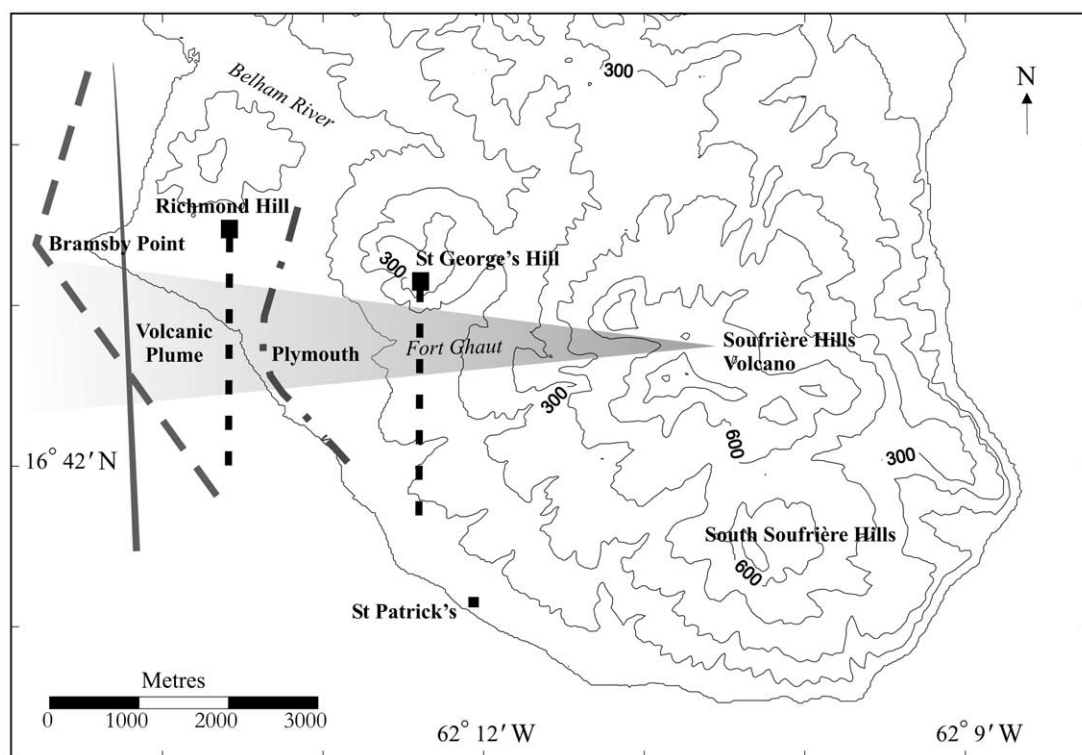 300
N
Belham River
Richmond Hill
Bramsby Point
St George's Hill
300
Volcanic
Plume
Plymouth
Fort Ghaut
Soufrière Hills
Volcano
300
600
300
16° 42′ N
South Soufrière Hills
600
St Patrick's
Metres
0 1000 2000 3000
62° 12′ W
62° 9′ W